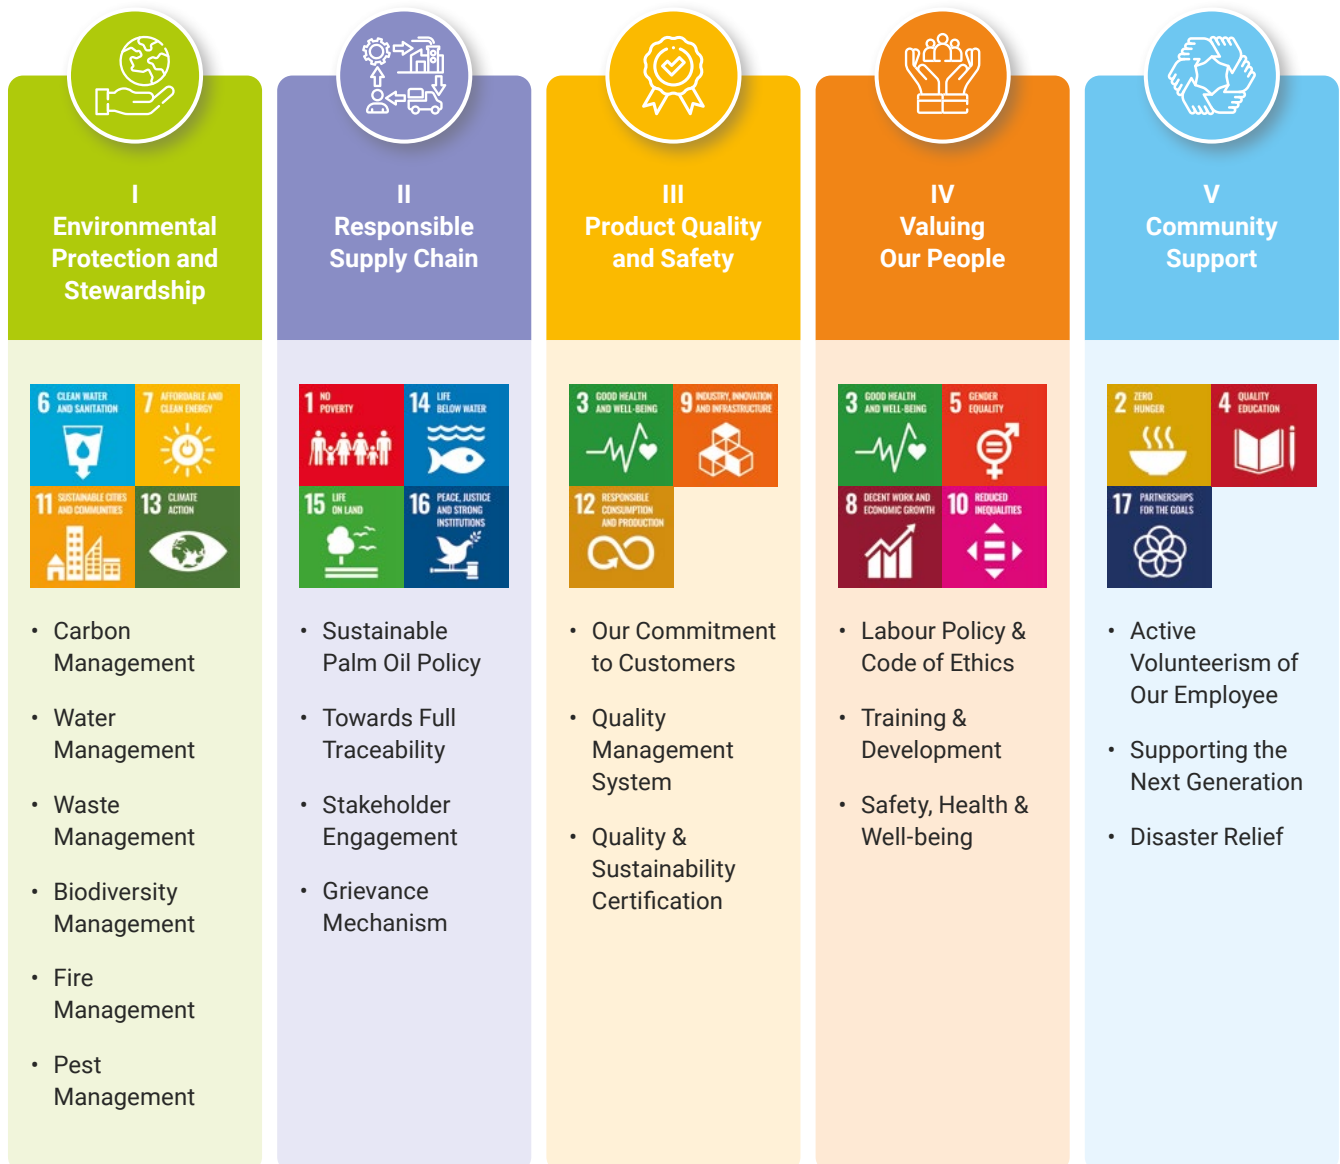 I
Environmental
Protection and
Stewardship
6 CLEAN WATER
AND SANITATION
7 AFFORDABLE AND
CLEAN ENERGY
11 SUSTAINABLE CITIES
AND COMMUNITIES
13 CLIMATE
ACTION
• Carbon
Management
• Water
Management
• Waste
Management
• Biodiversity
Management
• Fire
Management
• Pest
Management
II
Responsible
Supply Chain
1 NO
POVERTY
14 LIFE
BELOW WATER
15 LIFE
ON LAND
16 PEACE, JUSTICE
AND STRONG
INSTITUTIONS
• Sustainable
Palm Oil Policy
• Towards Full
Traceability
• Stakeholder
Engagement
• Grievance
Mechanism
III
Product Quality
and Safety
3 GOOD HEALTH
AND WELL-BEING
9 INDUSTRY, INNOVATION
AND INFRASTRUCTURE
12 RESPONSIBLE
CONSUMPTION
AND PRODUCTION
• Our Commitment
to Customers
• Quality
Management
System
• Quality &
Sustainability
Certification
IV
Valuing
Our People
3 GOOD HEALTH
AND WELL-BEING
5 GENDER
EQUALITY
8 DECENT WORK AND
ECONOMIC GROWTH
10 REDUCED
INEQUALITIES
• Labour Policy &
Code of Ethics
• Training &
Development
• Safety, Health &
Well-being
V
Community
Support
2 ZERO
HUNGER
4 QUALITY
EDUCATION
17 PARTNERSHIPS
FOR THE GOALS
• Active
Volunteerism of
Our Employee
• Supporting the
Next Generation
• Disaster Relief